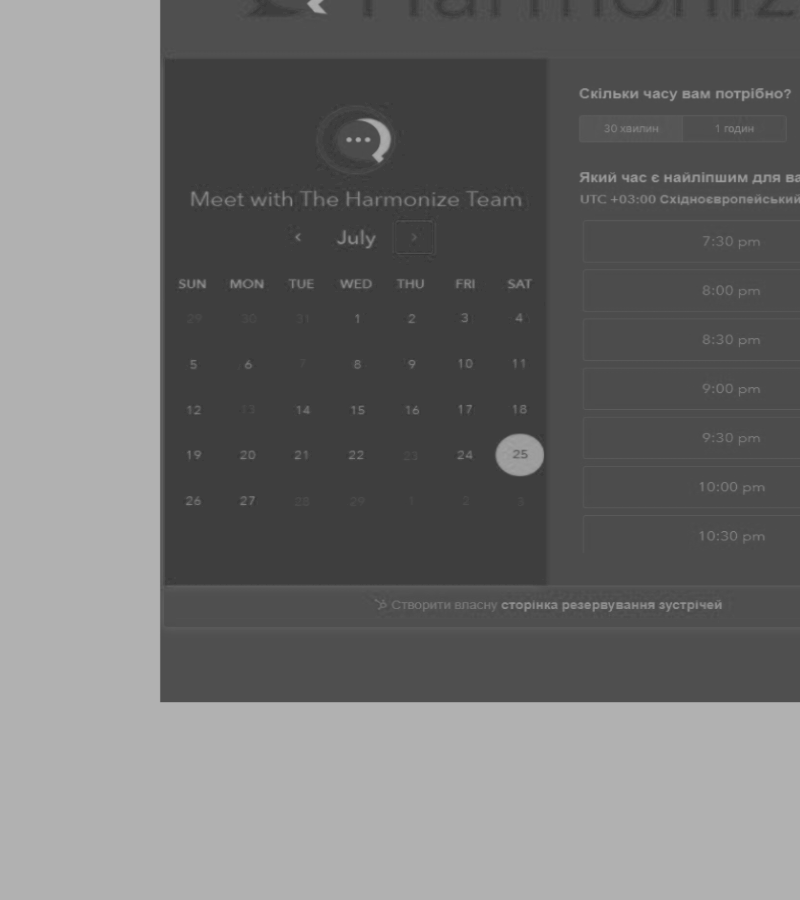 Harmoniz
Meet with The Harmonize Team
July
SUN MON TUE WED THU FRI SAT
29 30 31 1 2 3 4
5 6 7 8 9 10 11
12 13 14 15 16 17 18
19 20 21 22 23 24 25
26 27 28 29 1 2 3
Скільки часу вам потрібно?
30 хвилин 1 годин
Який час є найліпшим для ва
UTC +03:00 Східноєвропейський
7:30 pm
8:00 pm
8:30 pm
9:00 pm
9:30 pm
10:00 pm
10:30 pm
Створити власну сторінка резервування зустрічей